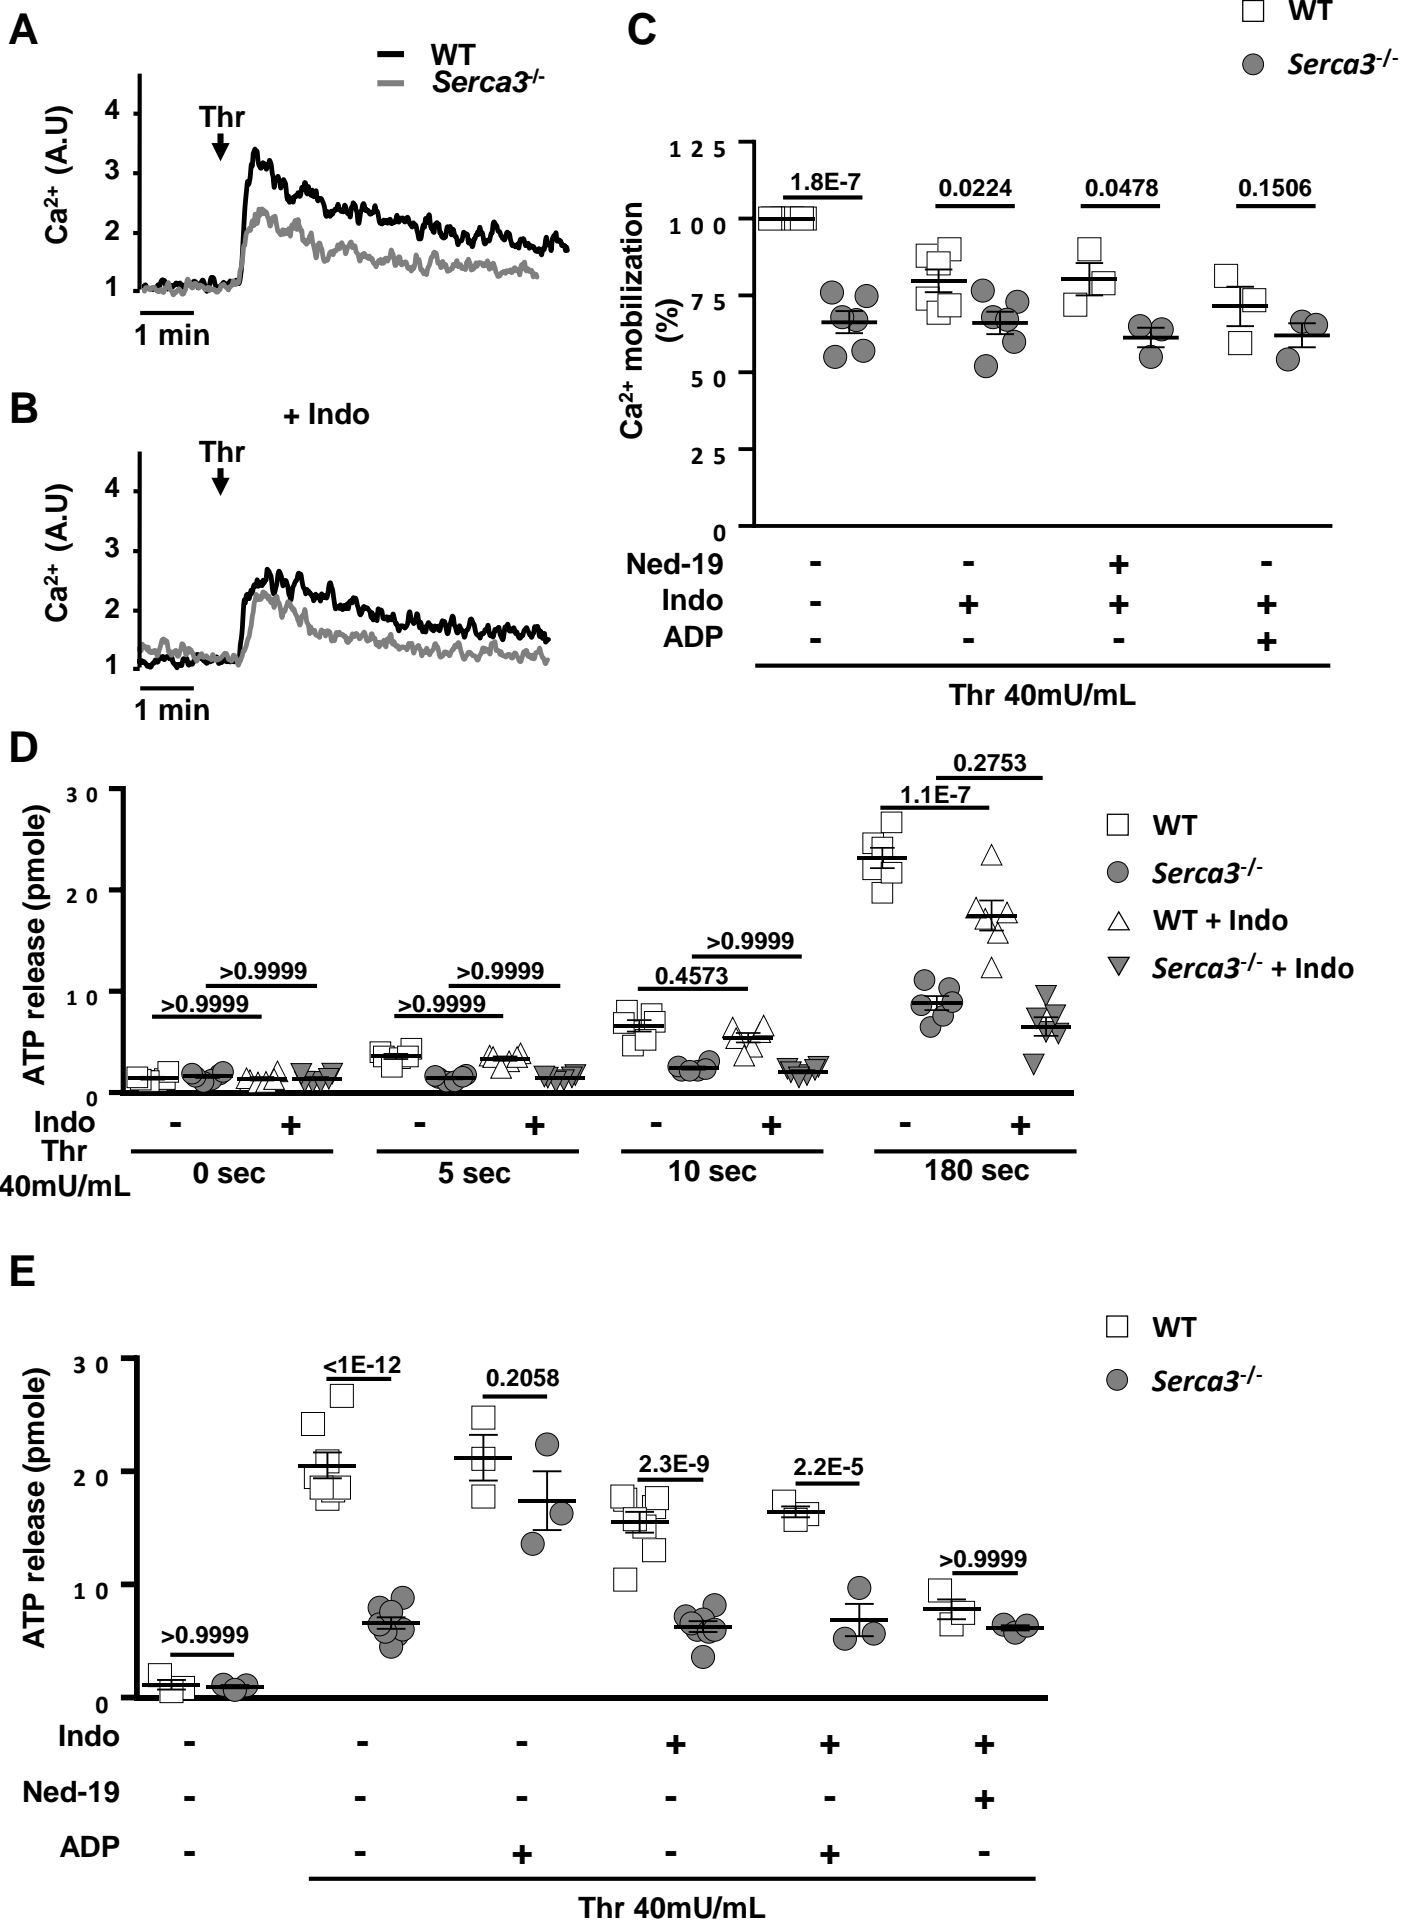 A
WT
Serca3-/-
Ca2+ (A.U)
4
3
2
1
Thr
1 min
B
+ Indo
Ca2+ (A.U)
4
3
2
1
Thr
1 min
C
WT
Serca3-/-
Ca2+ mobilization
(%)
125
100
75
50
25
0
1.8E-7
0.0224
0.0478
0.1506
Ned-19 - - + -
Indo - + + +
ADP - - - +
Thr 40mU/mL
D
ATP release (pmole)
30
20
10
0
>0.9999
>0.9999
>0.9999
>0.9999
0.4573
>0.9999
1.1E-7
0.2753
WT
Serca3-/-
WT + Indo
Serca3-/- + Indo
Indo - + - + - + - +
Thr
40mU/mL
0 sec 5 sec 10 sec 180 sec
E
WT
Serca3-/-
ATP release (pmole)
30
20
10
0
>0.9999
<1E-12
0.2058
2.3E-9
2.2E-5
>0.9999
Indo - - - + + +
Ned-19 - - - - - +
ADP - - + - + -
Thr 40mU/mL